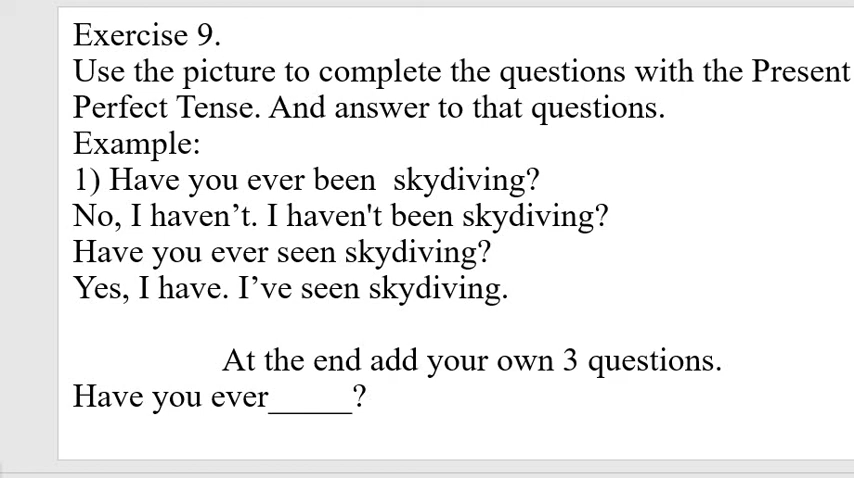 Exercise 9.
Use the picture to complete the questions with the Present
Perfect Tense. And answer to that questions.
Example:
1) Have you ever been  skydiving?
No, I haven’t. I haven't been skydiving?
Have you ever seen skydiving?
Yes, I have. I’ve seen skydiving.
At the end add your own 3 questions.
Have you ever_____?